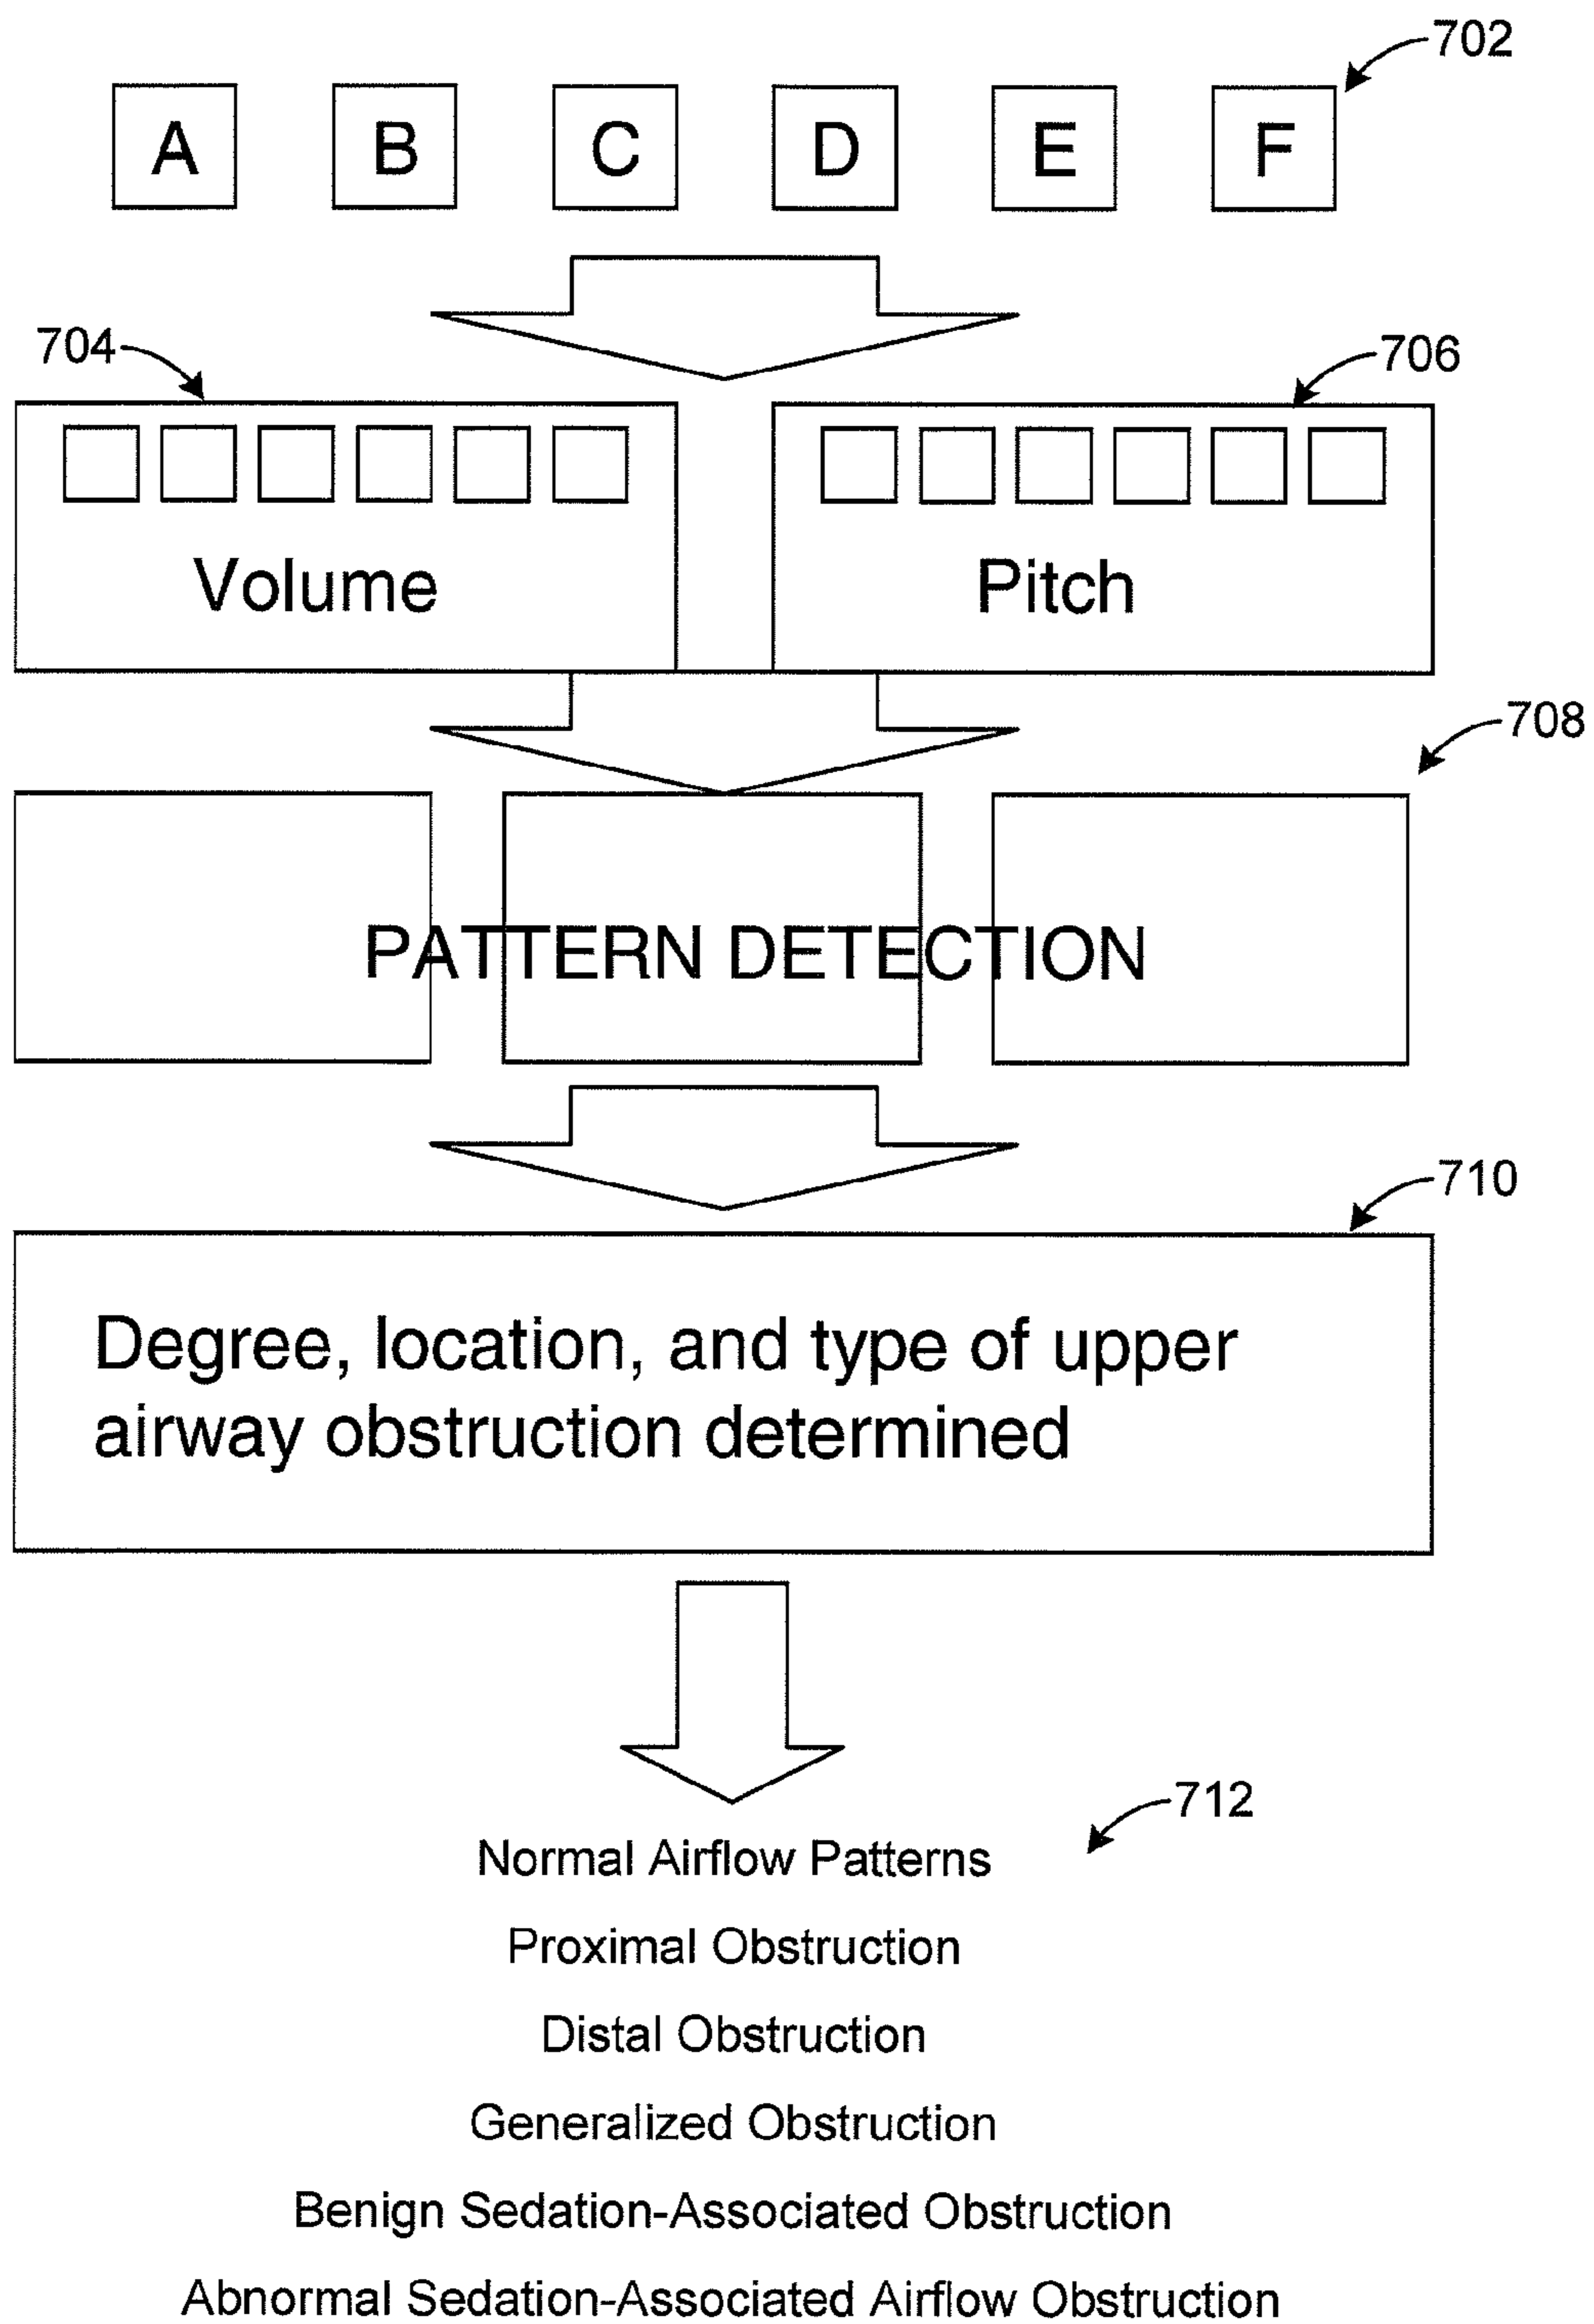 702
A B C D E F
704
706
Volume Pitch
708
PATTERN DETECTION
710
Degree, location, and type of upper
airway obstruction determined
712
Normal Airflow Patterns
Proximal Obstruction
Distal Obstruction
Generalized Obstruction
Benign Sedation-Associated Obstruction
Abnormal Sedation-Associated Airflow Obstruction